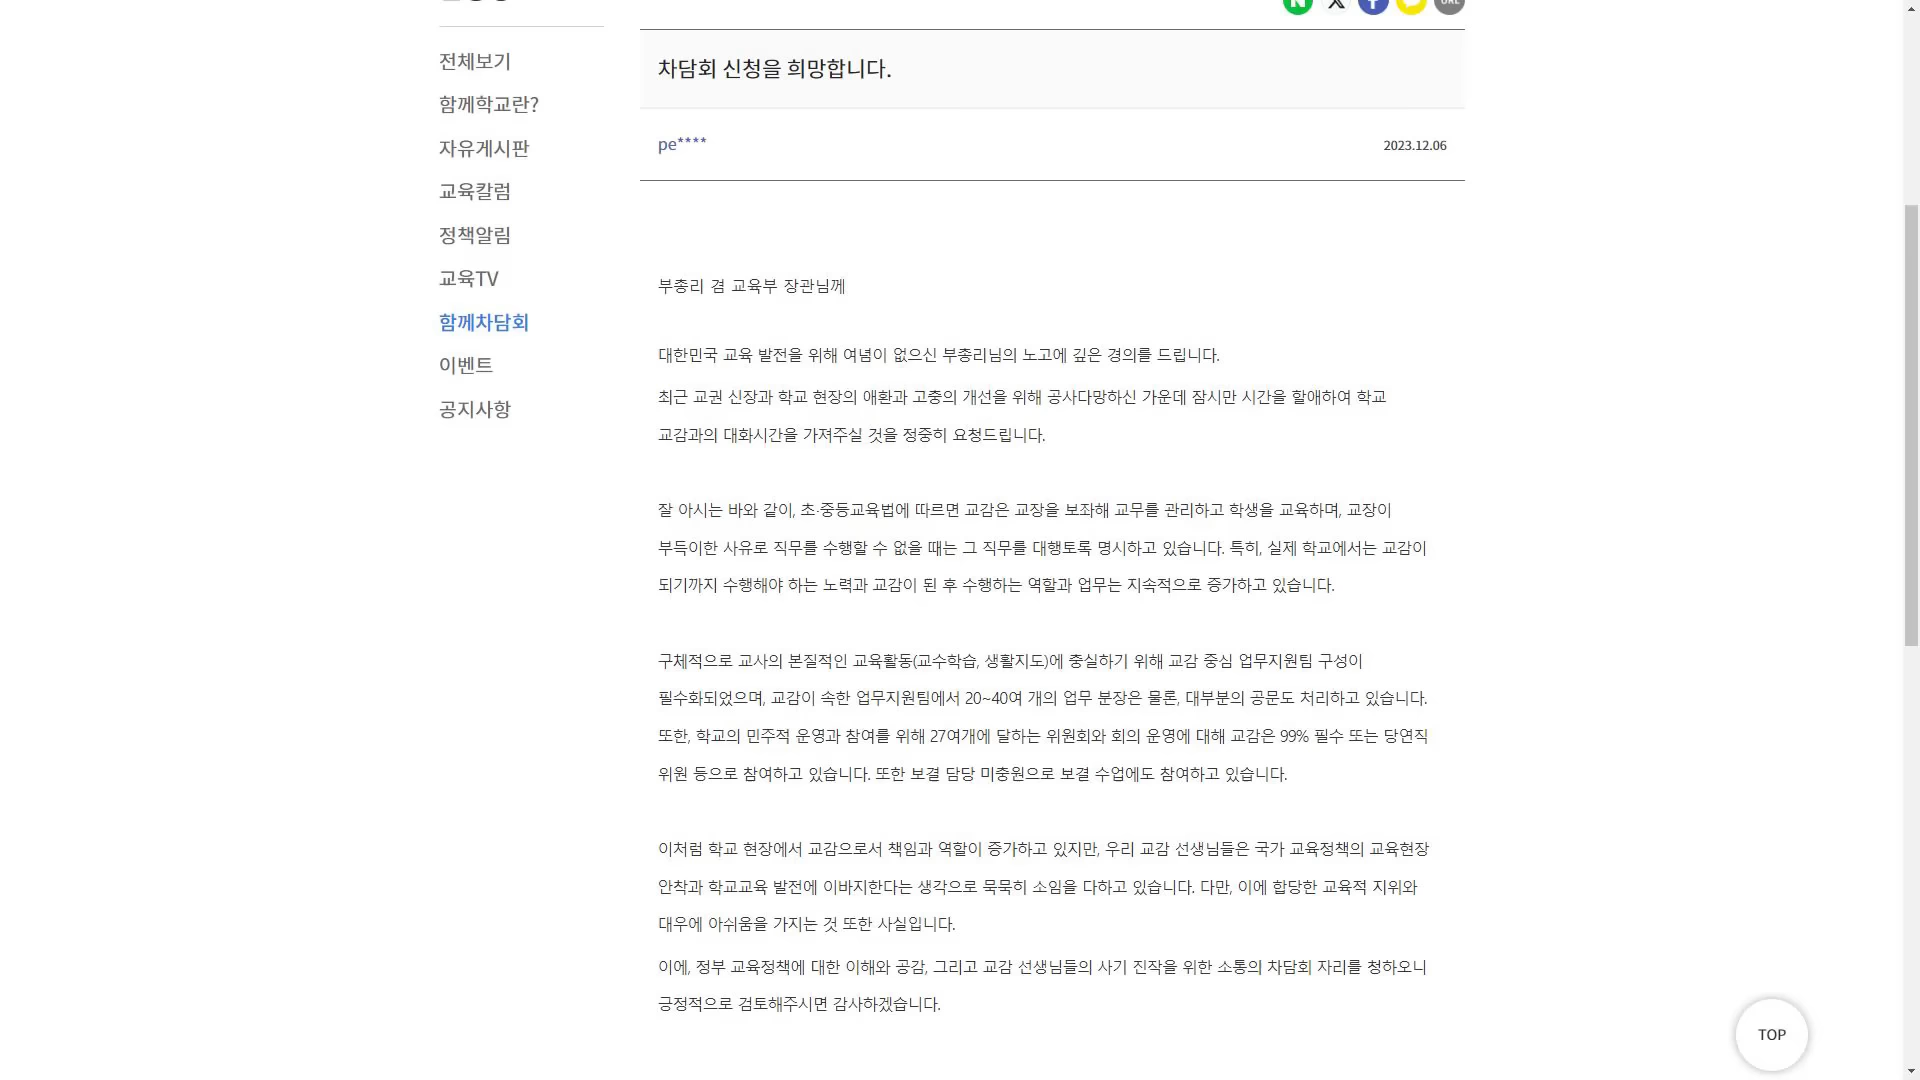 N X f URL
전체보기
함께학교란?
자유게시판
교육칼럼
정책알림
교육TV
함께차담회
이벤트
공지사항
차담회 신청을 희망합니다.
pe****
2023.12.06
부총리 겸 교육부 장관님께
대한민국 교육 발전을 위해 여념이 없으신 부총리님의 노고에 깊은 경의를 드립니다.
최근 교권 신장과 학교 현장의 애환과 고충의 개선을 위해 공사다망하신 가운데 잠시만 시간을 할애하여 학교
교감과의 대화시간을 가져주실 것을 정중히 요청드립니다.
잘 아시는 바와 같이, 초·중등교육법에 따르면 교감은 교장을 보좌해 교무를 관리하고 학생을 교육하며, 교장이
부득이한 사유로 직무를 수행할 수 없을 때는 그 직무를 대행토록 명시하고 있습니다. 특히, 실제 학교에서는 교감이
되기까지 수행해야 하는 노력과 교감이 된 후 수행하는 역할과 업무는 지속적으로 증가하고 있습니다.
구체적으로 교사의 본질적인 교육활동(교수학습, 생활지도)에 충실하기 위해 교감 중심 업무지원팀 구성이
필수화되었으며, 교감이 속한 업무지원팀에서 20~40여 개의 업무 분장은 물론, 대부분의 공문도 처리하고 있습니다.
또한, 학교의 민주적 운영과 참여를 위해 27여개에 달하는 위원회와 회의 운영에 대해 교감은 99% 필수 또는 당연직
위원 등으로 참여하고 있습니다. 또한 보결 담당 미충원으로 보결 수업에도 참여하고 있습니다.
이처럼 학교 현장에서 교감으로서 책임과 역할이 증가하고 있지만, 우리 교감 선생님들은 국가 교육정책의 교육현장
안착과 학교교육 발전에 이바지한다는 생각으로 묵묵히 소임을 다하고 있습니다. 다만, 이에 합당한 교육적 지위와
대우에 아쉬움을 가지는 것 또한 사실입니다.
이에, 정부 교육정책에 대한 이해와 공감, 그리고 교감 선생님들의 사기 진작을 위한 소통의 차담회 자리를 청하오니
긍정적으로 검토해주시면 감사하겠습니다.
TOP